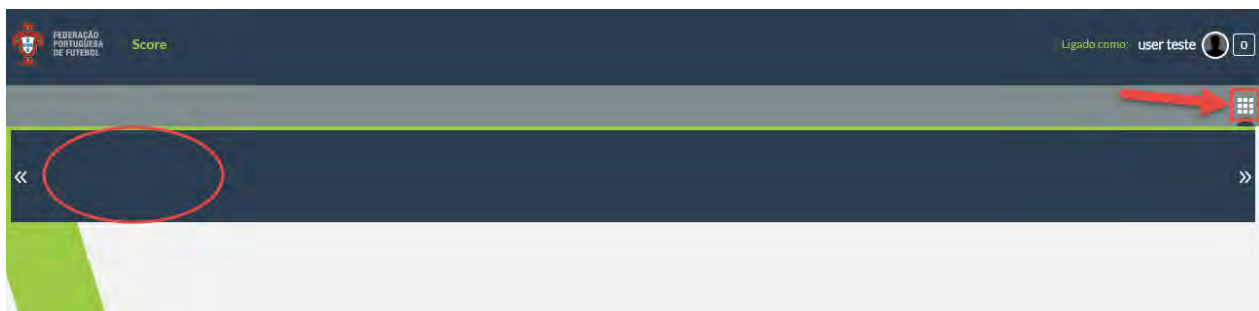 FEDERAÇÃO
PORTUGUESA
DE FUTEBOL
Score
Ligado como: user teste
0
«
»